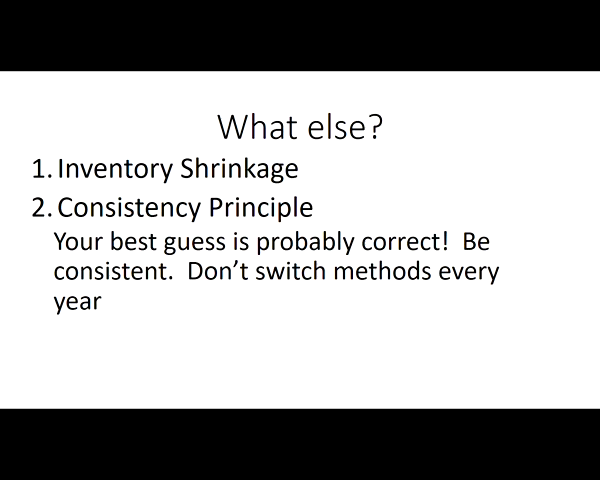 What else?
1. Inventory Shrinkage
2. Consistency Principle
Your best guess is probably correct!  Be
consistent.  Don’t switch methods every
year